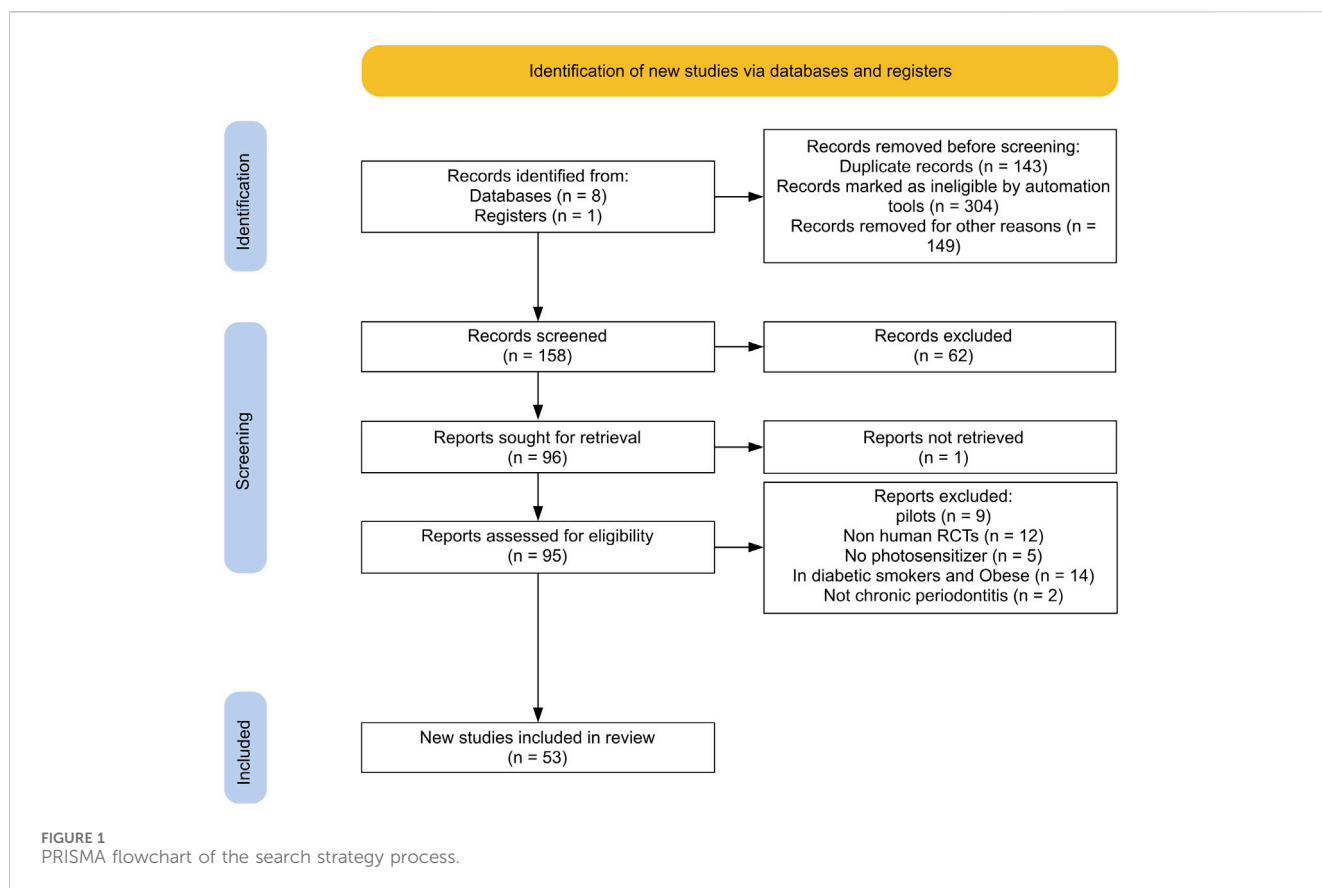 Identification of new studies via databases and registers
Identification
Records identified from:
Databases (n = 8)
Registers (n = 1)
Records removed before screening:
Duplicate records (n = 143)
Records marked as ineligible by automation
tools (n = 304)
Records removed for other reasons (n =
149)
Screening
Records screened
(n = 158)
Records excluded
(n = 62)
Reports sought for retrieval
(n = 96)
Reports not retrieved
(n = 1)
Reports assessed for eligibility
(n = 95)
Reports excluded:
pilots (n = 9)
Non human RCTs (n = 12)
No photosensitizer (n = 5)
In diabetic smokers and Obese (n = 14)
Not chronic periodontitis (n = 2)
Included
New studies included in review
(n = 53)
FIGURE 1
PRISMA flowchart of the search strategy process.